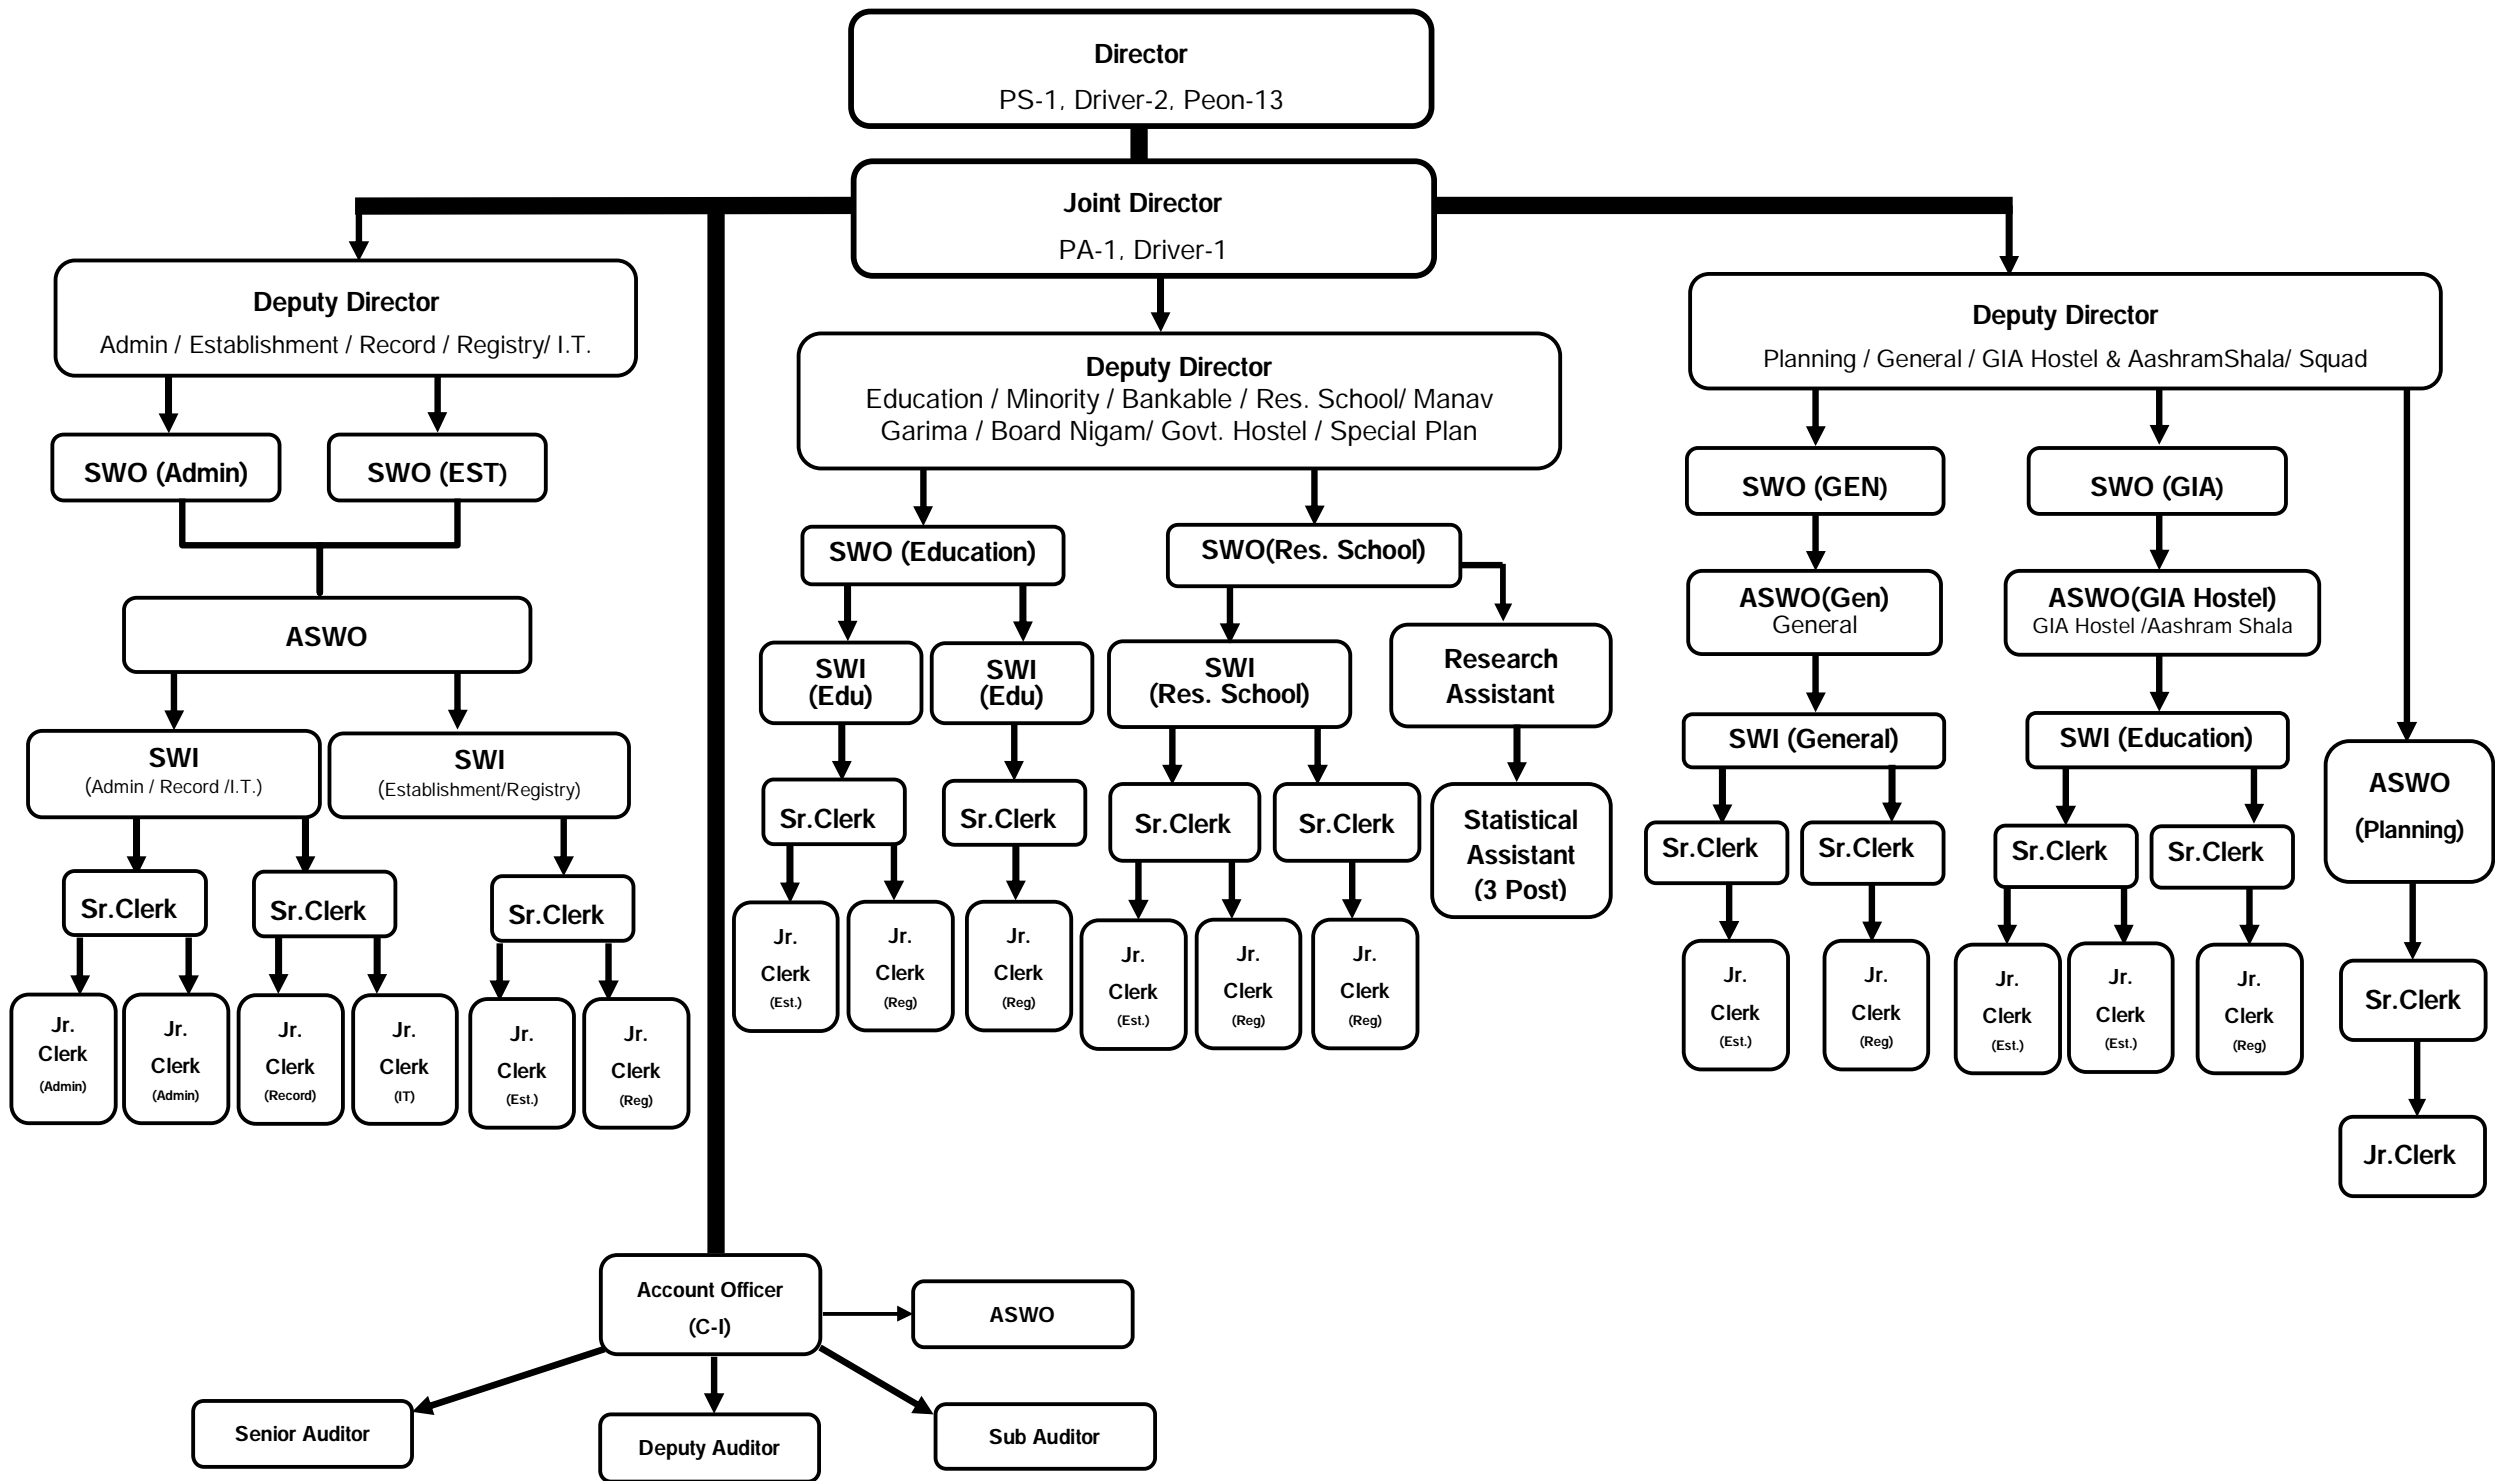 Director
PS-1, Driver-2, Peon-13
Joint Director
PA-1, Driver-1
Deputy Director
Admin / Establishment / Record / Registry/ I.T.
SWO (Admin)
SWO (EST)
ASWO
SWI
(Admin / Record /I.T.)
SWI
(Establishment/Registry)
Sr.Clerk
Sr.Clerk
Sr.Clerk
Jr.
Clerk
(Admin)
Jr.
Clerk
(Admin)
Jr.
Clerk
(Record)
Jr.
Clerk
(IT)
Jr.
Clerk
(Est.)
Jr.
Clerk
(Reg)
Deputy Director
Education / Minority / Bankable / Res. School/ Manav
Garima / Board Nigam/ Govt. Hostel / Special Plan
SWO (Education)
SWO(Res. School)
SWI
(Edu)
SWI
(Edu)
SWI
(Res. School)
Research
Assistant
Sr.Clerk
Sr.Clerk
Sr.Clerk
Sr.Clerk
Statistical
Assistant
(3 Post)
Jr.
Clerk
(Est.)
Jr.
Clerk
(Reg)
Jr.
Clerk
(Reg)
Jr.
Clerk
(Est.)
Jr.
Clerk
(Reg)
Jr.
Clerk
(Reg)
Deputy Director
Planning / General / GIA Hostel & AashramShala/ Squad
SWO (GEN)
SWO (GIA)
ASWO(Gen)
General
ASWO(GIA Hostel)
GIA Hostel /Aashram Shala
SWI (General)
SWI (Education)
ASWO
(Planning)
Sr.Clerk
Sr.Clerk
Sr.Clerk
Sr.Clerk
Jr.
Clerk
(Est.)
Jr.
Clerk
(Reg)
Jr.
Clerk
(Est.)
Jr.
Clerk
(Est.)
Jr.
Clerk
(Reg)
Sr.Clerk
Jr.Clerk
Account Officer
(C-I)
ASWO
Senior Auditor
Deputy Auditor
Sub Auditor